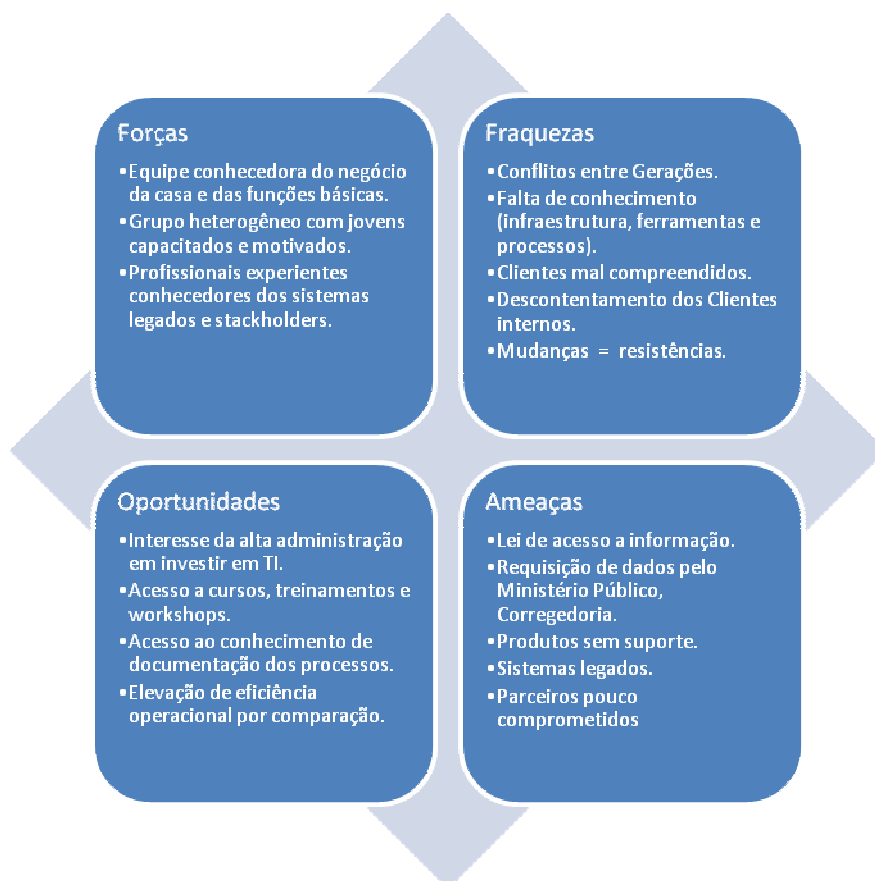 Forças
•Equipe conhecedora do negócio
da casa e das funções básicas.
•Grupo heterogêneo com jovens
capacitados e motivados.
•Profissionais experientes
conhecedores dos sistemas
legados e stackholders.
Fraquezas
•Conflitos entre Gerações.
•Falta de conhecimento
(infraestrutura, ferramentas e
processos).
•Clientes mal compreendidos.
•Descontentamento dos Clientes
internos.
•Mudanças = resistências.
Oportunidades
•Interesse da alta administração
em investir em TI.
•Acesso a cursos, treinamentos e
workshops.
•Acesso ao conhecimento de
documentação dos processos.
•Elevação de eficiência
operacional por comparação.
Ameaças
•Lei de acesso a informação.
•Requisição de dados pelo
Ministério Público,
Corregedoria.
•Produtos sem suporte.
•Sistemas legados.
•Parceiros pouco
comprometidos